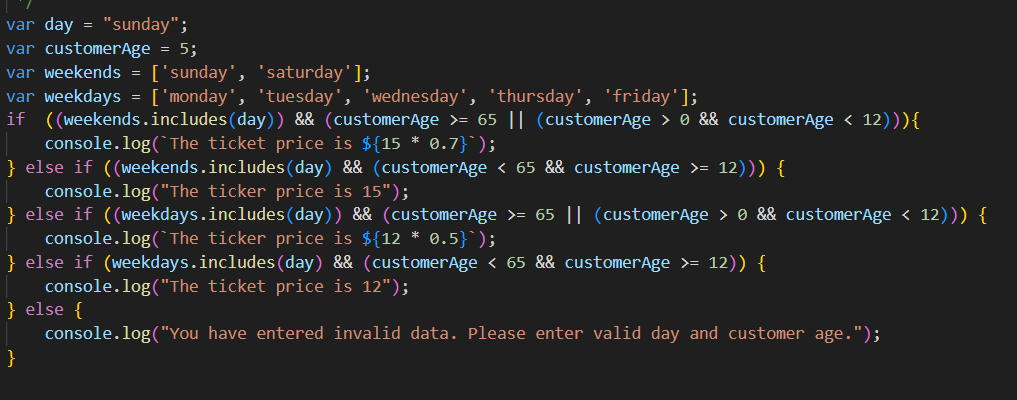 */
var day = "sunday";
var customerAge = 5;
var weekends = ['sunday', 'saturday'];
var weekdays = ['monday', 'tuesday', 'wednesday', 'thursday', 'friday'];
if  ((weekends.includes(day)) && (customerAge >= 65 || (customerAge > 0 && customerAge < 12))){
    console.log(`The ticket price is ${15 * 0.7}`);
} else if ((weekends.includes(day) && (customerAge < 65 && customerAge >= 12))) {
    console.log("The ticker price is 15");
} else if ((weekdays.includes(day)) && (customerAge >= 65 || (customerAge > 0 && customerAge < 12))) {
    console.log(`The ticker price is ${12 * 0.5}`);
} else if (weekdays.includes(day) && (customerAge < 65 && customerAge >= 12)) {
    console.log("The ticket price is 12");
} else {
    console.log("You have entered invalid data. Please enter valid day and customer age.");
}